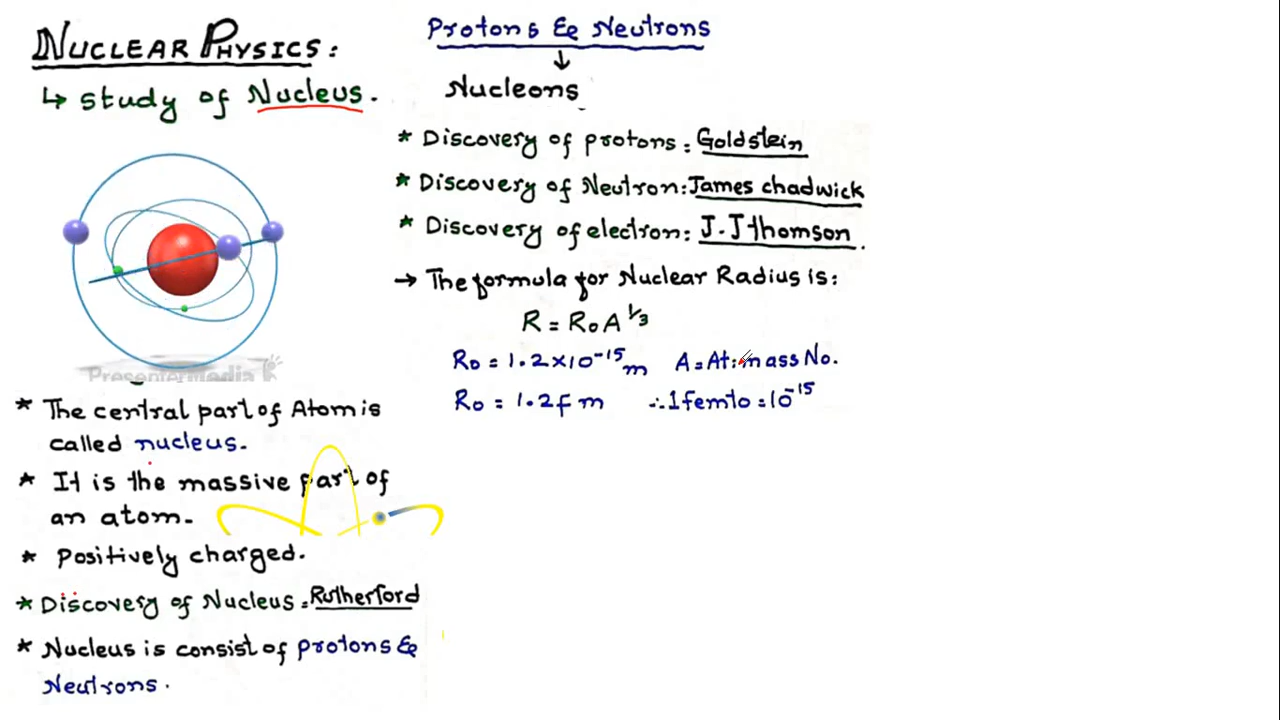 NUCLEAR PHYSICS:
↳ study of Nucleus.
PresenterMedia
* The central part of Atom is
called nucleus.
* It is the massive part of
an atom.
* Positively charged.
* Discovery of Nucleus = Rutherford
* Nucleus is consist of protons &
Neutrons.
Protons & Neutrons
↓
Nucleons
* Discovery of protons: Goldstein
* Discovery of Neutron: James chadwick
* Discovery of electron: J.J thomson.
→ The formula for Nuclear Radius is:
R = R₀A^1/3
R₀ = 1.2×10⁻¹⁵m A = At: mass No.
R₀ = 1.2f m ∴ 1 femto = 10⁻¹⁵